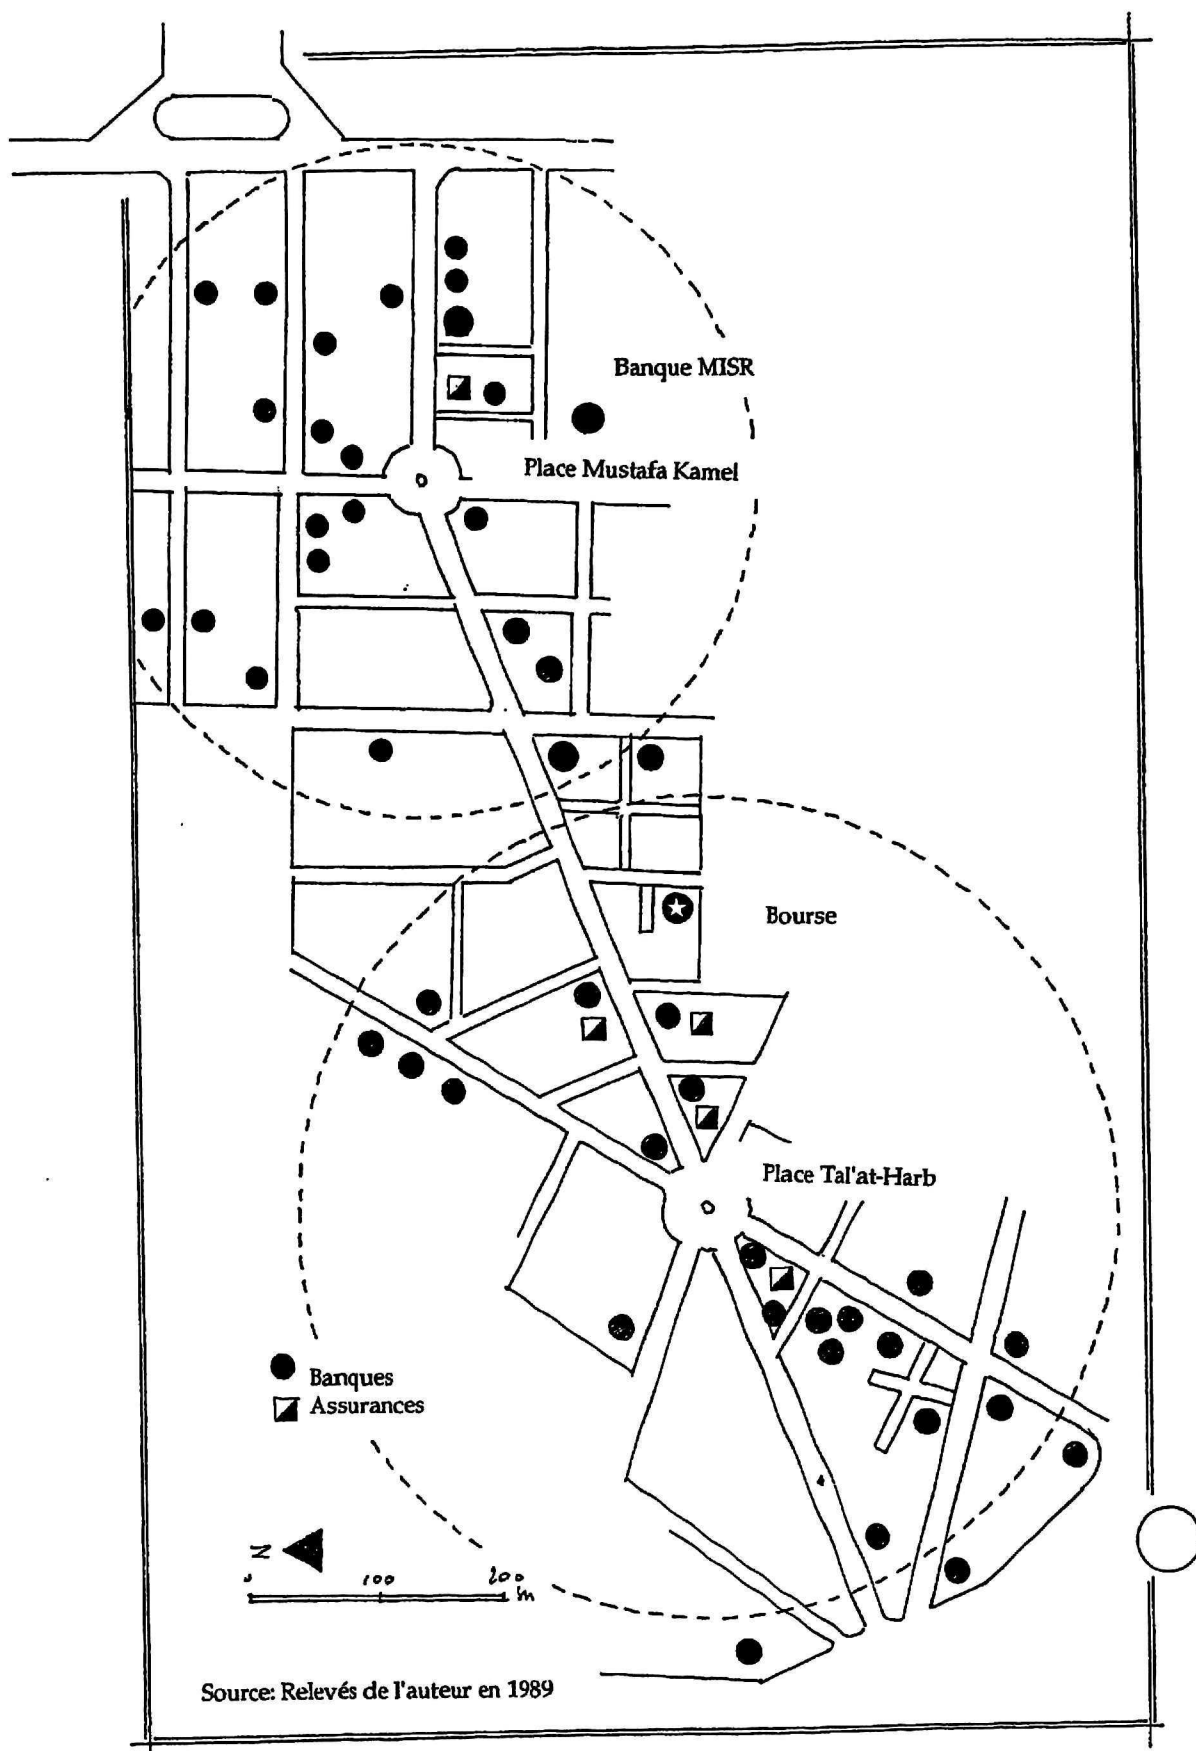 Banque MISR
Place Mustafa Kamel
Bourse
Place Tal'at-Harb
Banques
Assurances
N
0 100 200
m
Source: Relevés de l'auteur en 1989